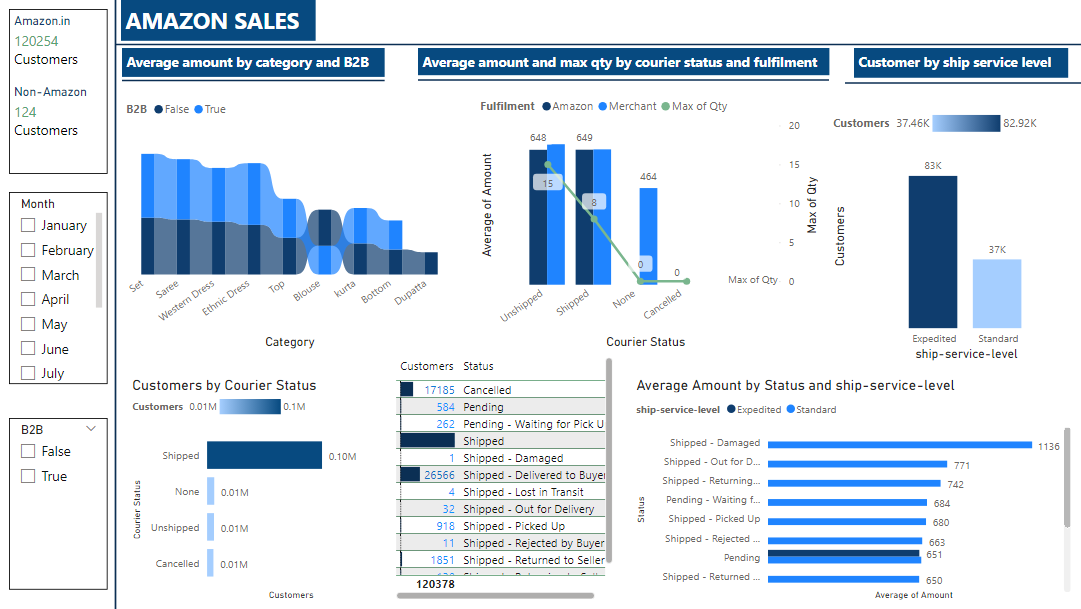 Amazon.in
120254
Customers
Non-Amazon
124
Customers
Month
January
February
March
April
May
June
July
B2B
False
True
AMAZON SALES
Average amount by category and B2B
B2B False True
Set
Saree
Western Dress
Ethnic Dress
Top
Blouse
kurta
Bottom
Dupatta
Category
Average amount and max qty by courier status and fulfilment
Fulfilment Amazon Merchant Max of Qty
Average of Amount
648
649
464
15
8
0
0
20
15
10
5
0
Max of Qty
Max of Qty
Unshipped
Shipped
None
Cancelled
Courier Status
Customer by ship service level
Customers 37.46K 82.92K
Customers
83K
37K
Expedited
Standard
ship-service-level
Customers by Courier Status
Customers 0.01M 0.1M
Courier Status
Shipped 0.10M
None 0.01M
Unshipped 0.01M
Cancelled 0.01M
Customers
Customers Status
17185 Cancelled
584 Pending
262 Pending - Waiting for Pick U
Shipped
1 Shipped - Damaged
26566 Shipped - Delivered to Buyer
4 Shipped - Lost in Transit
32 Shipped - Out for Delivery
918 Shipped - Picked Up
11 Shipped - Rejected by Buyer
1851 Shipped - Returned to Seller
120378
Average Amount by Status and ship-service-level
ship-service-level Expedited Standard
Status
Shipped - Damaged 1136
Shipped - Out for D... 771
Shipped - Returning... 742
Pending - Waiting f... 684
Shipped - Picked Up 680
Shipped - Rejected ... 663
Pending 651
Shipped - Returned ... 650
Average of Amount